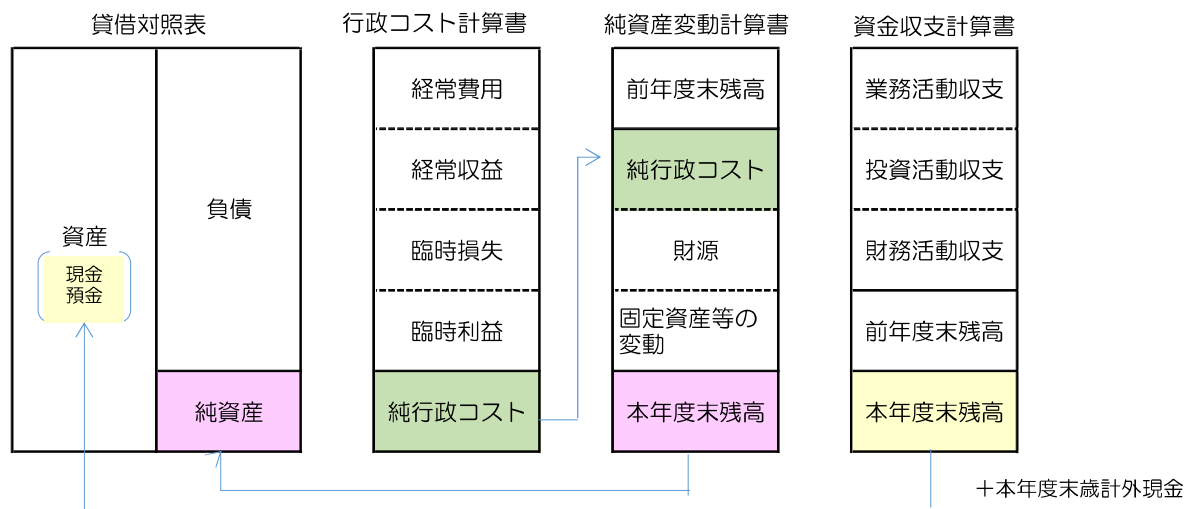 貸借対照表
資産
現金
預金
負債
純資産
行政コスト計算書
経常費用
経常収益
臨時損失
臨時利益
純行政コスト
純資産変動計算書
前年度末残高
純行政コスト
財源
固定資産等の
変動
本年度末残高
資金収支計算書
業務活動収支
投資活動収支
財務活動収支
前年度末残高
本年度末残高
＋本年度末歳計外現金